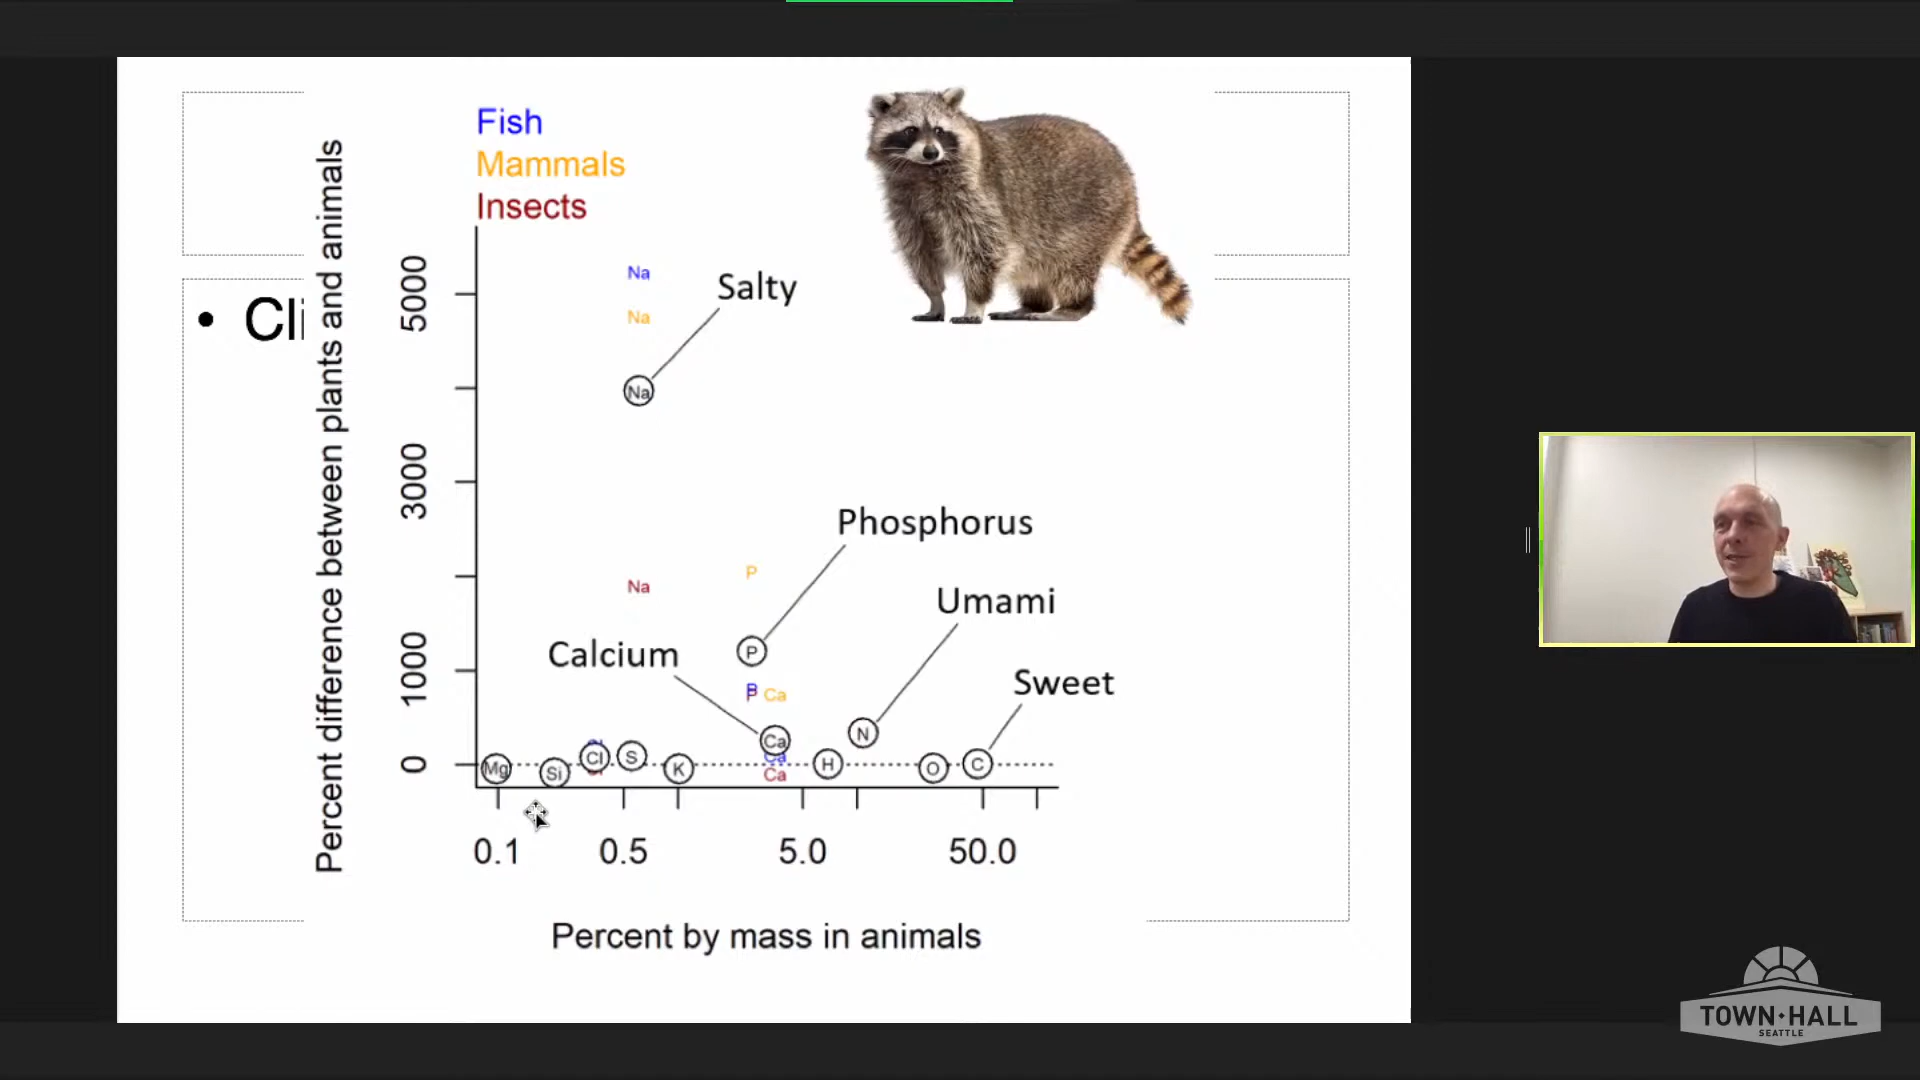 Fish
Mammals
Insects
• Cli
Percent difference between plants and animals
5000
3000
1000
0
Na
Na
Na
Salty
Na
Phosphorus
P
P
P
Umami
N
Calcium
Ca
Ca
Ca
Ca
Sweet
C
Mg
Si
Cl
S
K
H
O
0.1
0.5
5.0
50.0
Percent by mass in animals
TOWN·HALL
SEATTLE